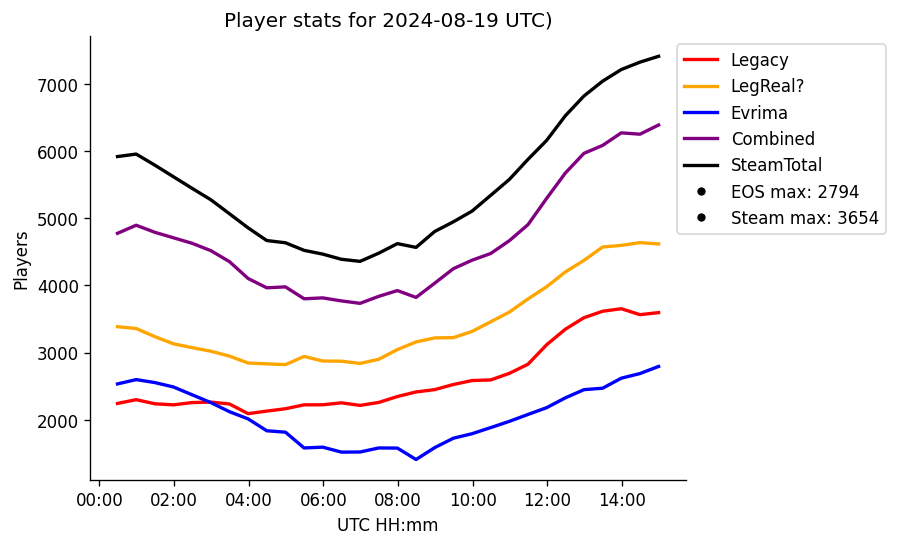 Player stats for 2024-08-19 UTC)
Legacy
LegReal?
Evrima
Combined
SteamTotal
EOS max: 2794
Steam max: 3654
Players
7000
6000
5000
4000
3000
2000
00:00 02:00 04:00 06:00 08:00 10:00 12:00 14:00
UTC HH:mm